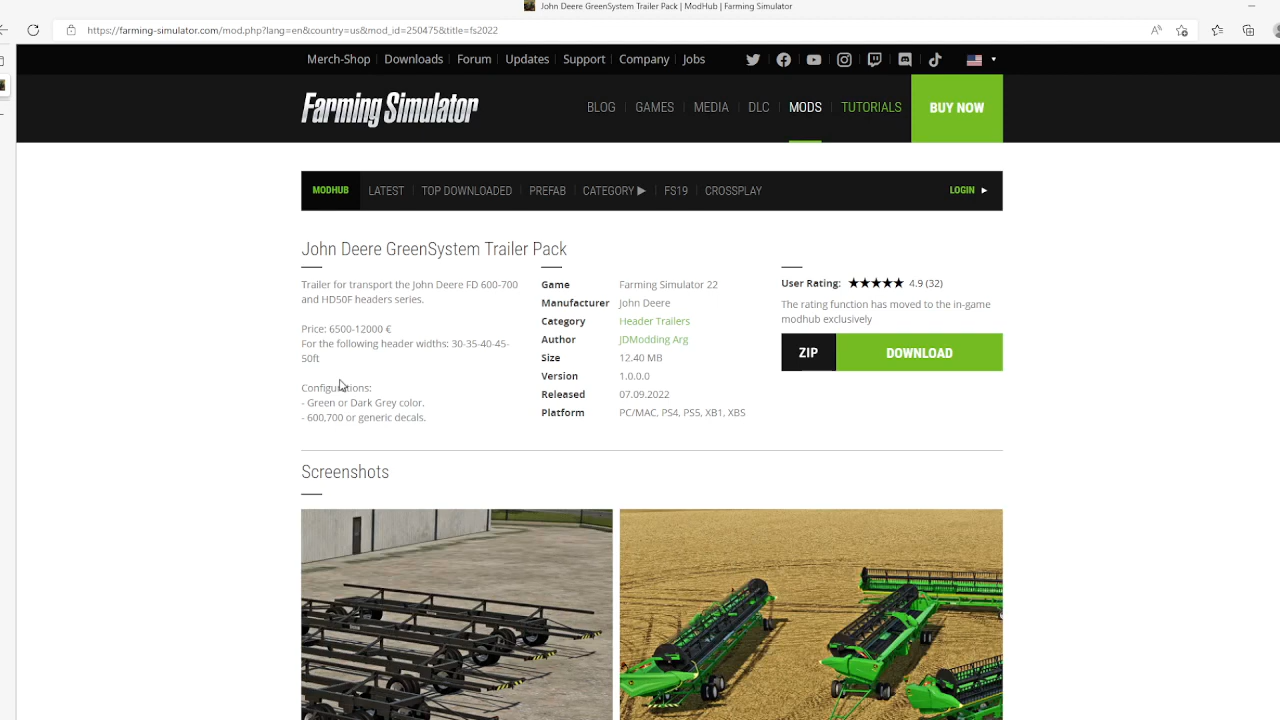 John Deere GreenSystem Trailer Pack | ModHub | Farming Simulator
https://farming-simulator.com/mod.php?lang=en&country=us&mod_id=250475&title=fs2022
Merch-Shop Downloads Forum Updates Support Company Jobs
Farming Simulator
BLOG GAMES MEDIA DLC MODS TUTORIALS BUY NOW
MODHUB LATEST TOP DOWNLOADED PREFAB CATEGORY ▶ FS19 CROSSPLAY LOGIN ▶
John Deere GreenSystem Trailer Pack
Trailer for transport the John Deere FD 600-700
and HD50F headers series.
Price: 6500-12000 €
For the following header widths: 30-35-40-45-
50ft
Configurations:
- Green or Dark Grey color.
- 600,700 or generic decals.
Game Farming Simulator 22
Manufacturer John Deere
Category Header Trailers
Author JDModding Arg
Size 12.40 MB
Version 1.0.0.0
Released 07.09.2022
Platform PC/MAC, PS4, PS5, XB1, XBS
User Rating: ★★★★★ 4.9 (32)
The rating function has moved to the in-game
modhub exclusively
ZIP DOWNLOAD
Screenshots